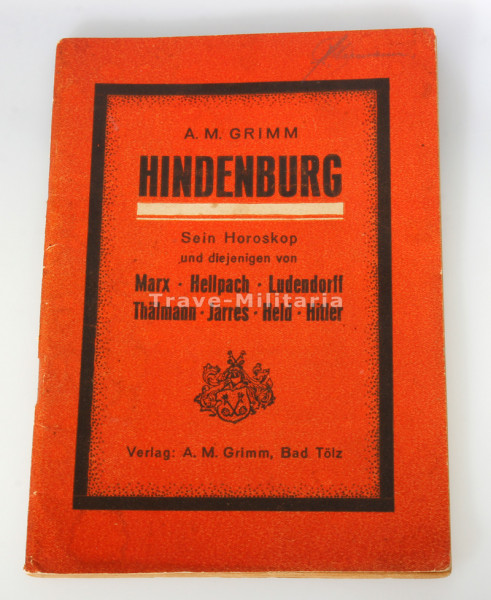 A. M. GRIMM
HINDENBURG
Sein Horoskop
und diejenigen von
Marx · Hellpach · Ludendorff
Trave-Militaria
Thälmann · Jarres · Held · Hitler
Verlag: A. M. Grimm, Bad Tölz